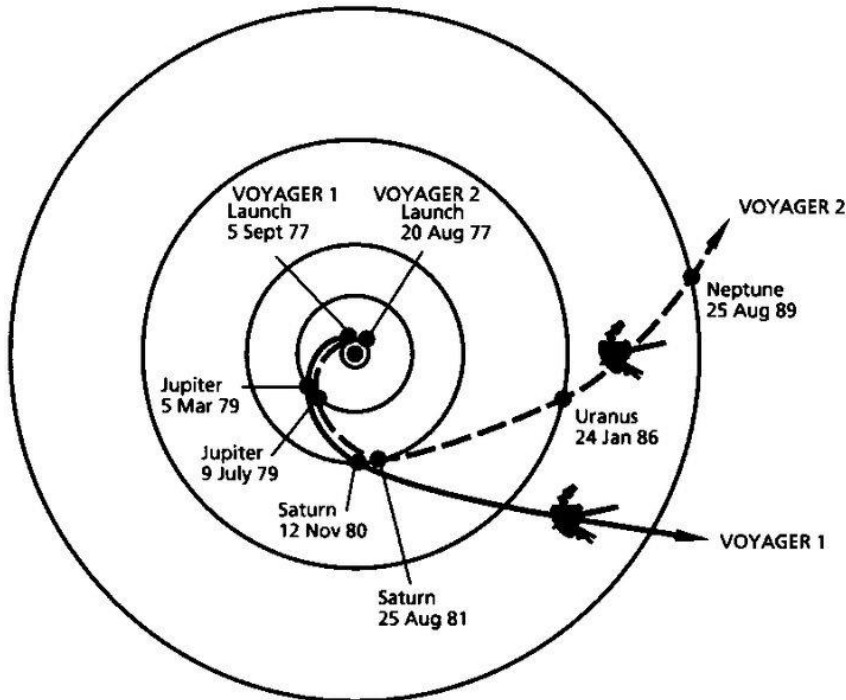 VOYAGER 1
Launch
5 Sept 77
VOYAGER 2
Launch
20 Aug 77
VOYAGER 2
Neptune
25 Aug 89
Jupiter
5 Mar 79
Uranus
24 Jan 86
Jupiter
9 July 79
Saturn
12 Nov 80
VOYAGER 1
Saturn
25 Aug 81